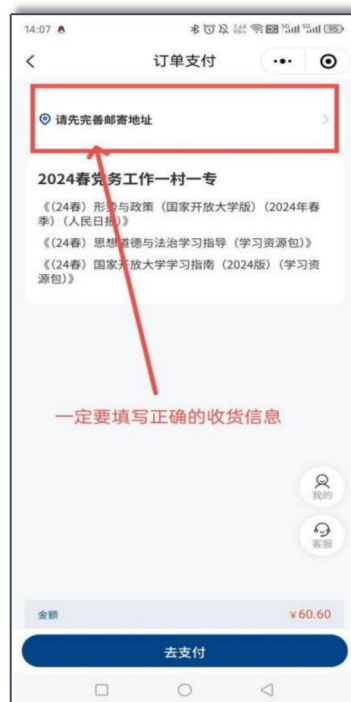 14:07
订单支付
请先完善邮寄地址
2024春党务工作一村一专
《(24春)形势与政策（国家开放大学版）（2024年春
季）（人民日报）》
《(24春）思想道德与法治学习指导（学习资源包)》
《(24春）国家开放大学学习指南（2024版）（学习资
源包)》
一定要填写正确的收货信息
我的
客服
金额
¥60.60
去支付